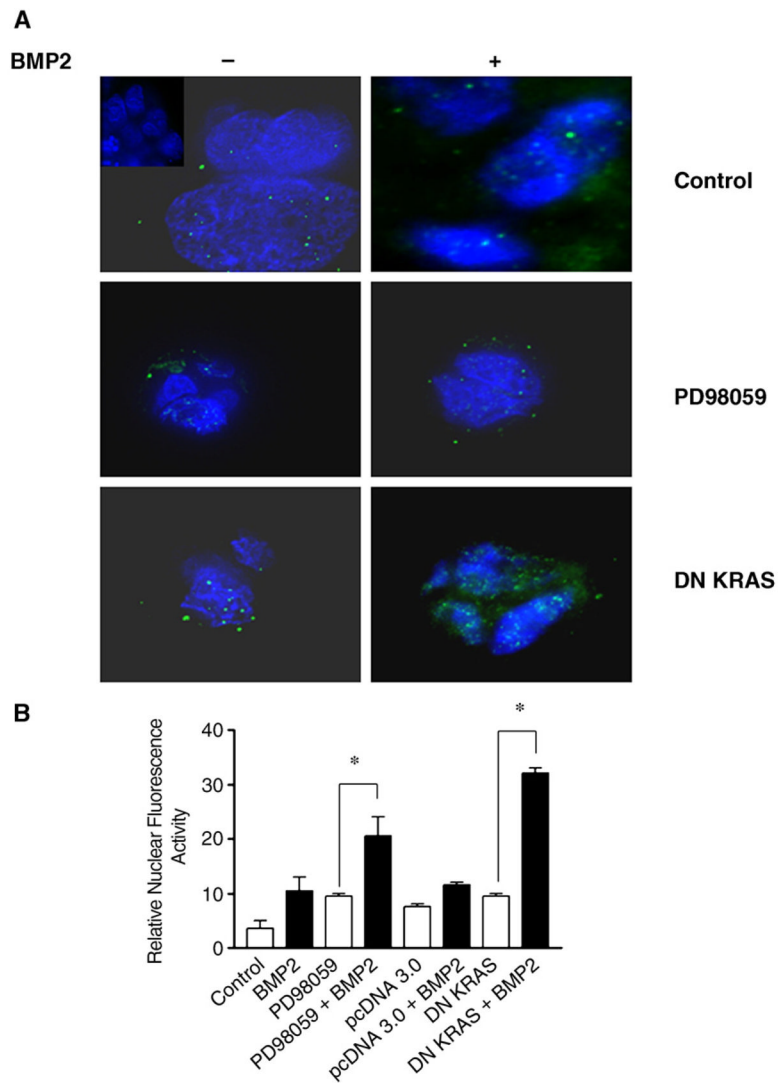 A
BMP2 – +
Control
PD98059
DN KRAS
B
Relative Nuclear Fluorescence
Activity
40
30
20
10
0
*
*
Control
BMP2
PD98059
PD98059 + BMP2
pcDNA 3.0
pcDNA 3.0 + BMP2
DN KRAS
DN KRAS + BMP2